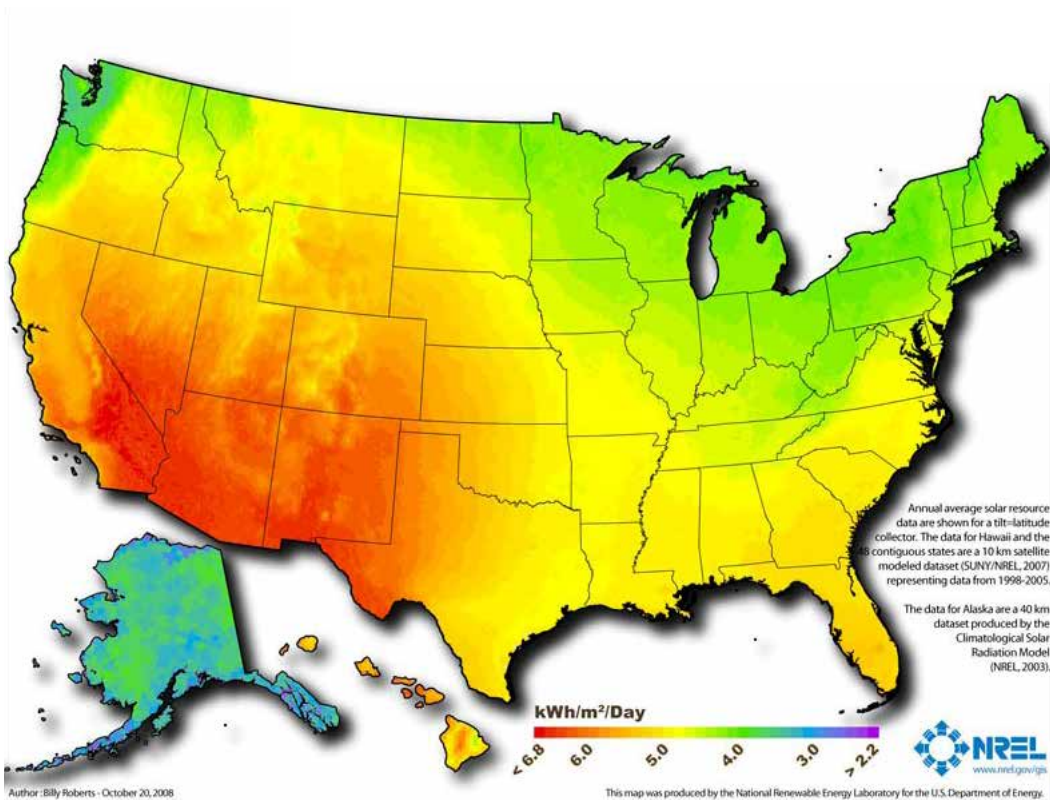 Annual average solar resource
data are shown for a tilt=latitude
collector. The data for Hawaii and the
48 contiguous states are a 10 km satellite
modeled dataset (SUNY/NREL, 2007)
representing data from 1998-2005.
The data for Alaska are a 40 km
dataset produced by the
Climatological Solar
Radiation Model
(NREL, 2003).
kWh/m²/Day
< 6.8 6.0 5.0 4.0 3.0 > 2.2
NREL
www.nrel.gov/gis
Author : Billy Roberts - October 20, 2008
This map was produced by the National Renewable Energy Laboratory for the U.S. Department of Energy.